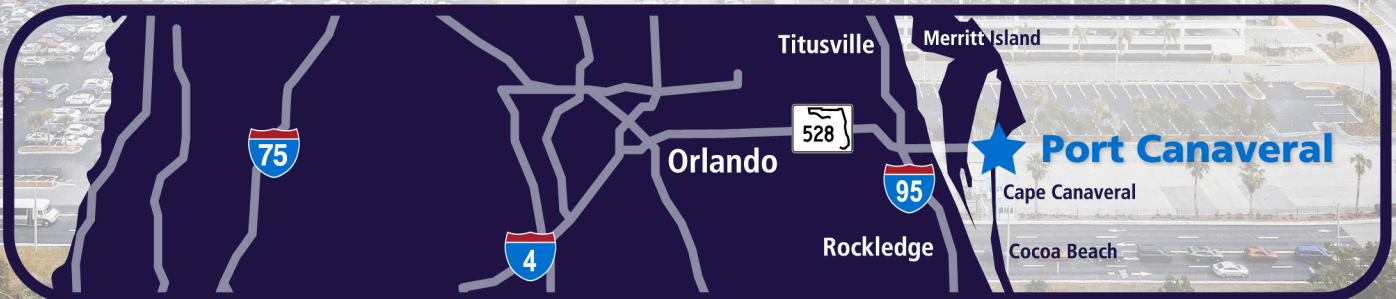 Titusville
Merritt Island
528
75
Port Canaveral
Orlando
95
Cape Canaveral
Rockledge
Cocoa Beach
4